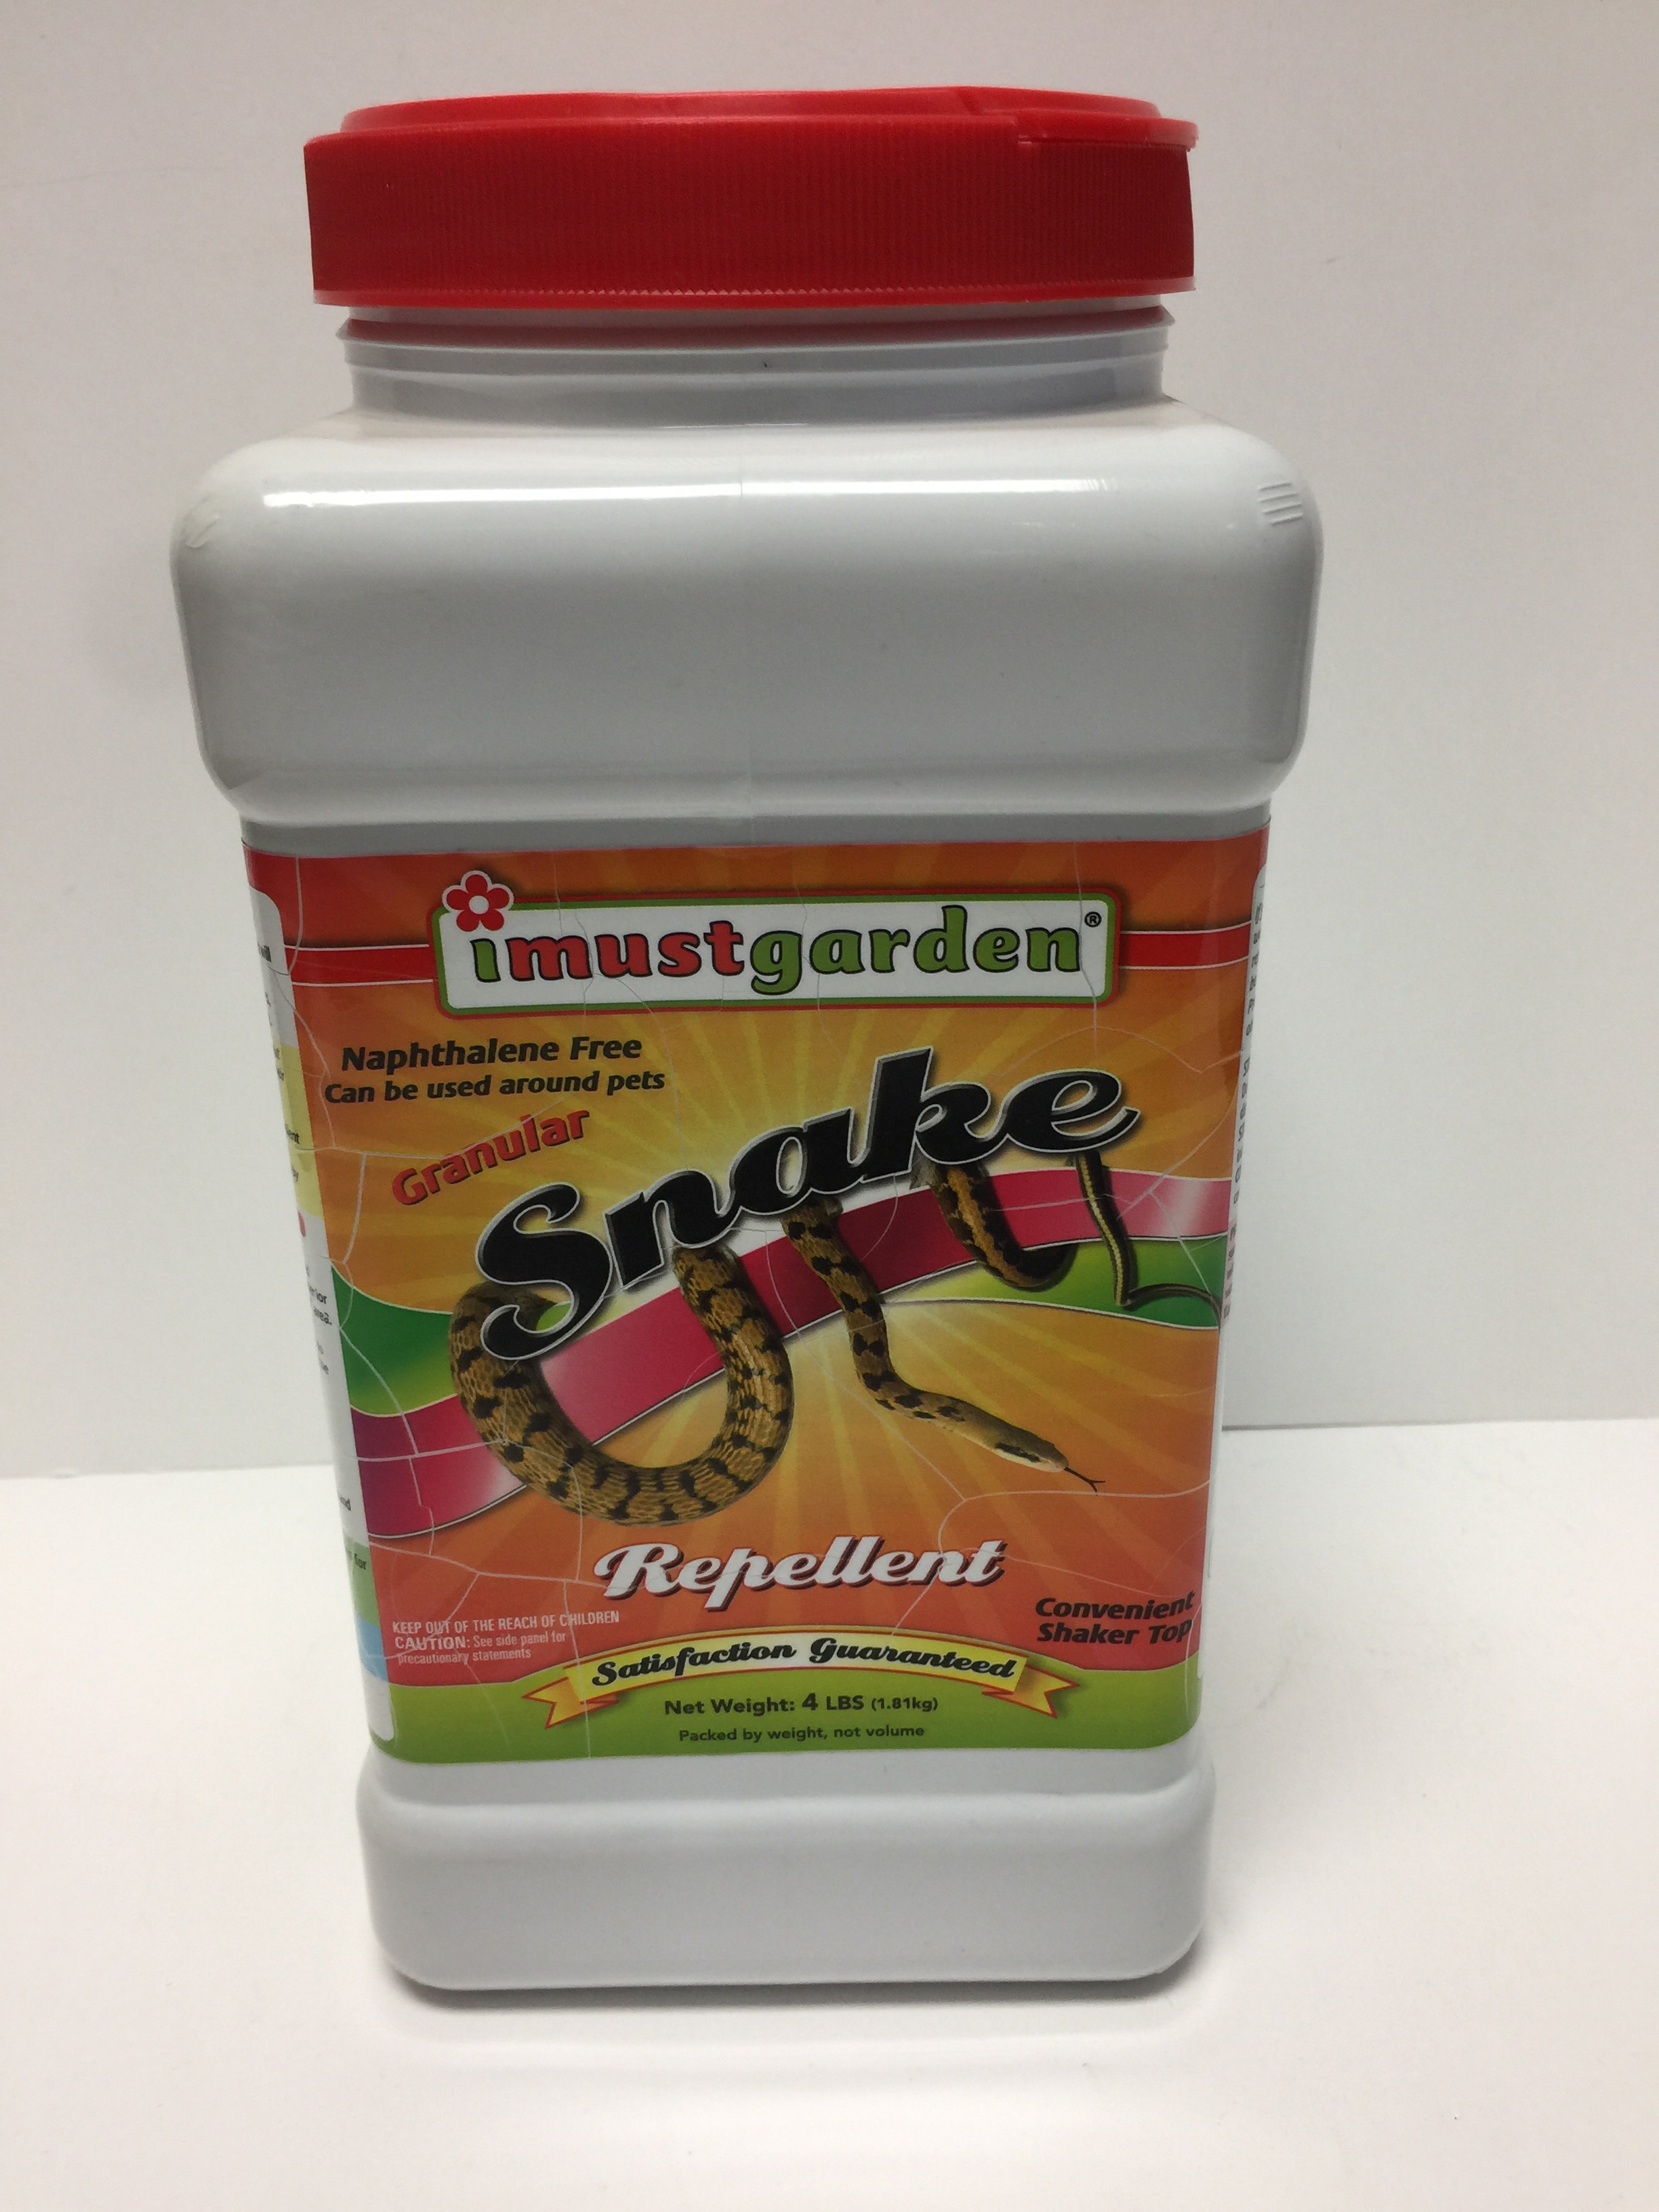 imustgarden®
Naphthalene Free
Can be used around pets
Granular
Snake
Repellent
KEEP OUT OF THE REACH OF CHILDREN
CAUTION: See side panel for
precautionary statements
Convenient
Shaker Top
Satisfaction Guaranteed
Net Weight: 4 LBS (1.81kg)
Packed by weight, not volume